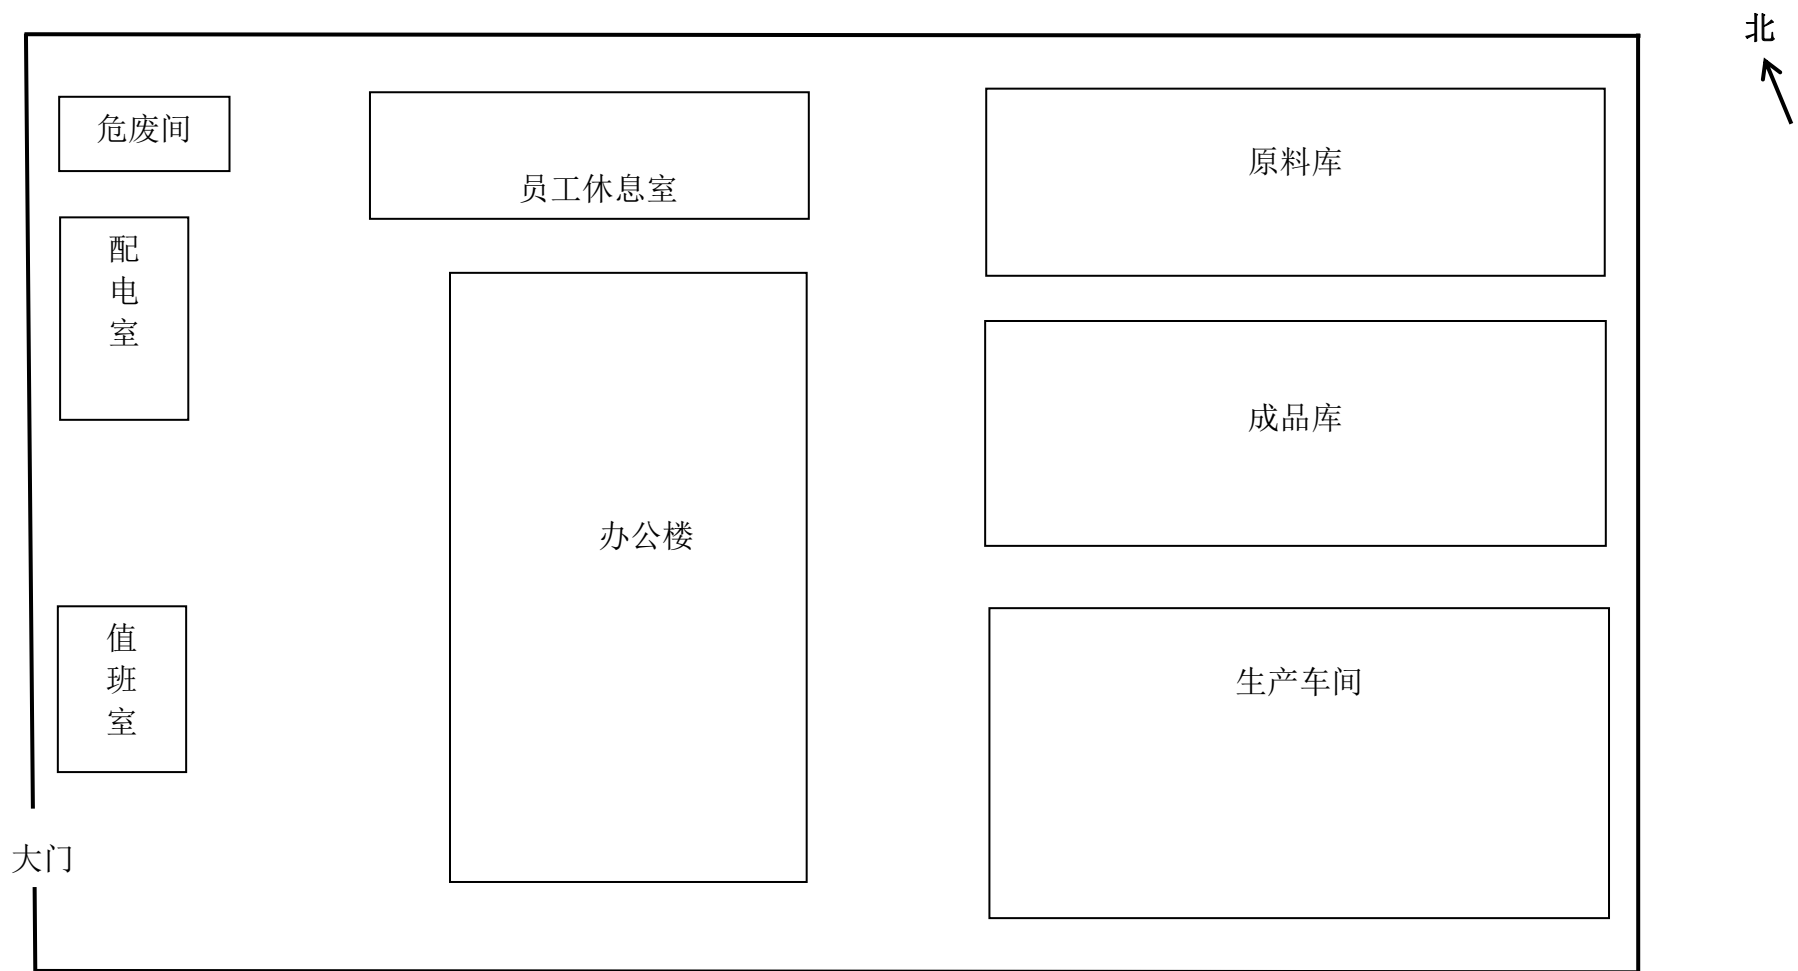 北
危废间
员工休息室
原料库
配
电
室
成品库
办公楼
值
班
室
生产车间
大门